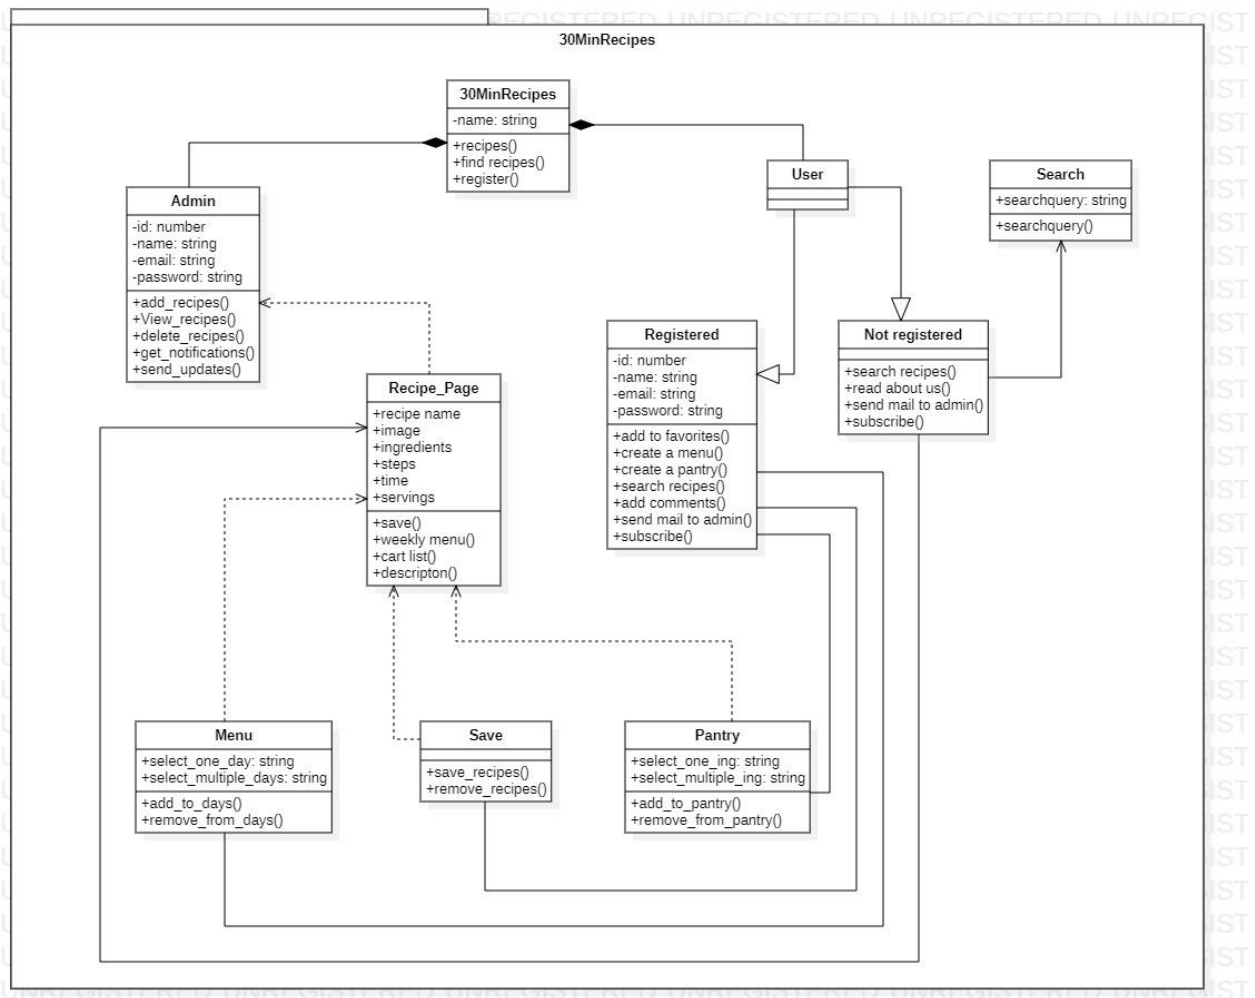 30MinRecipes
30MinRecipes
-name: string
+recipes()
+find recipes()
+register()
User
Search
+searchquery: string
+searchquery()
Admin
-id: number
-name: string
-email: string
-password: string
+add_recipes()
+View_recipes()
+delete_recipes()
+get_notifications()
+send_updates()
Registered
-id: number
-name: string
-email: string
-password: string
+add to favorites()
+create a menu()
+create a pantry()
+search recipes()
+add comments()
+send mail to admin()
+subscribe()
Not registered
+search recipes()
+read about us()
+send mail to admin()
+subscribe()
Recipe_Page
+recipe name
+image
+ingredients
+steps
+time
+servings
+save()
+weekly menu()
+cart list()
+descripton()
Menu
+select_one_day: string
+select_multiple_days: string
+add_to_days()
+remove_from_days()
Save
+save_recipes()
+remove_recipes()
Pantry
+select_one_ing: string
+select_multiple_ing: string
+add_to_pantry()
+remove_from_pantry()